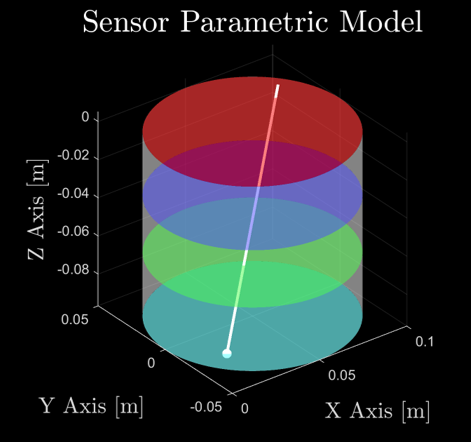 Sensor Parametric Model
0
-0.02
-0.04
-0.06
-0.08
Z Axis [m]
0.05
0
-0.05
Y Axis [m]
0
0.05
0.1
X Axis [m]